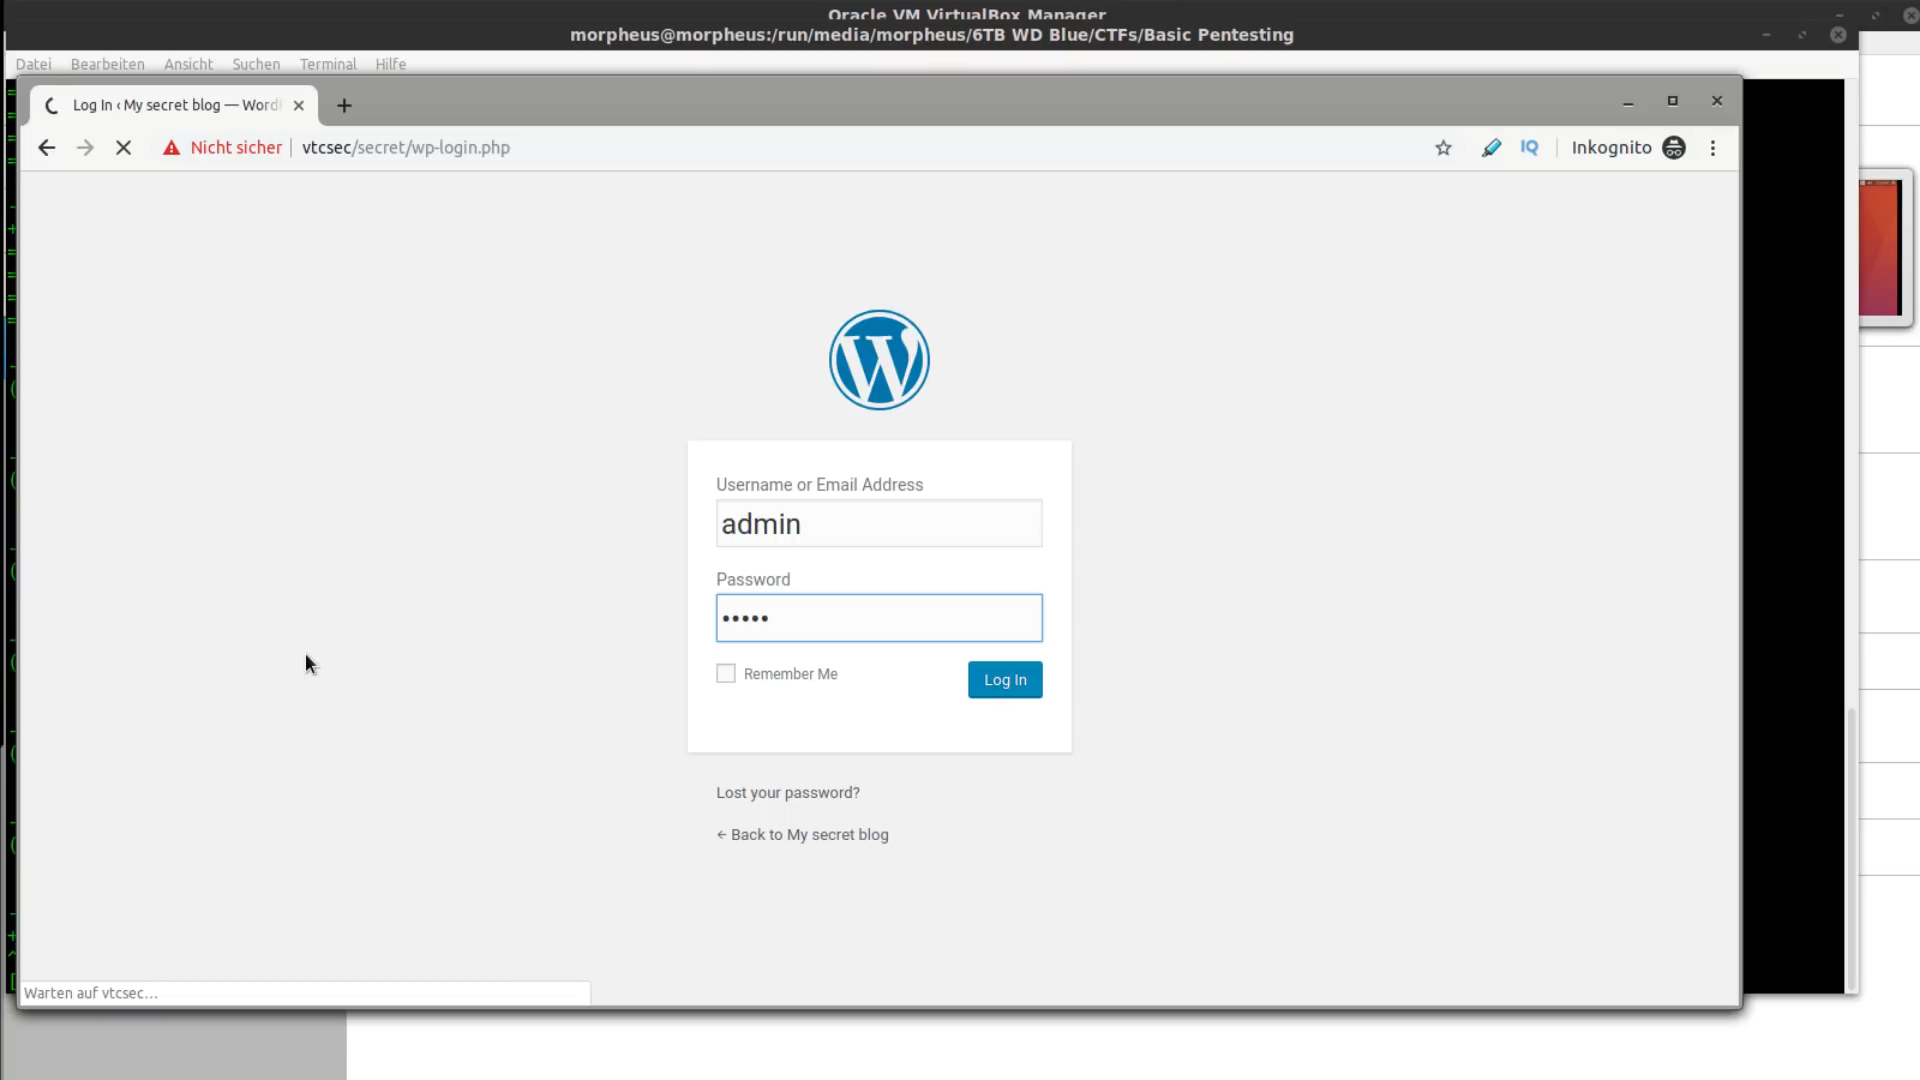 Oracle VM VirtualBox Manager
morpheus@morpheus:/run/media/morpheus/6TB WD Blue/CTFs/Basic Pentesting
Datei Bearbeiten Ansicht Suchen Terminal Hilfe
Log In ‹ My secret blog — Word
Nicht sicher vtcsec/secret/wp-login.php IQ Inkognito
Username or Email Address
admin
Password
•••••
Remember Me
Log In
Lost your password?
← Back to My secret blog
Warten auf vtcsec...